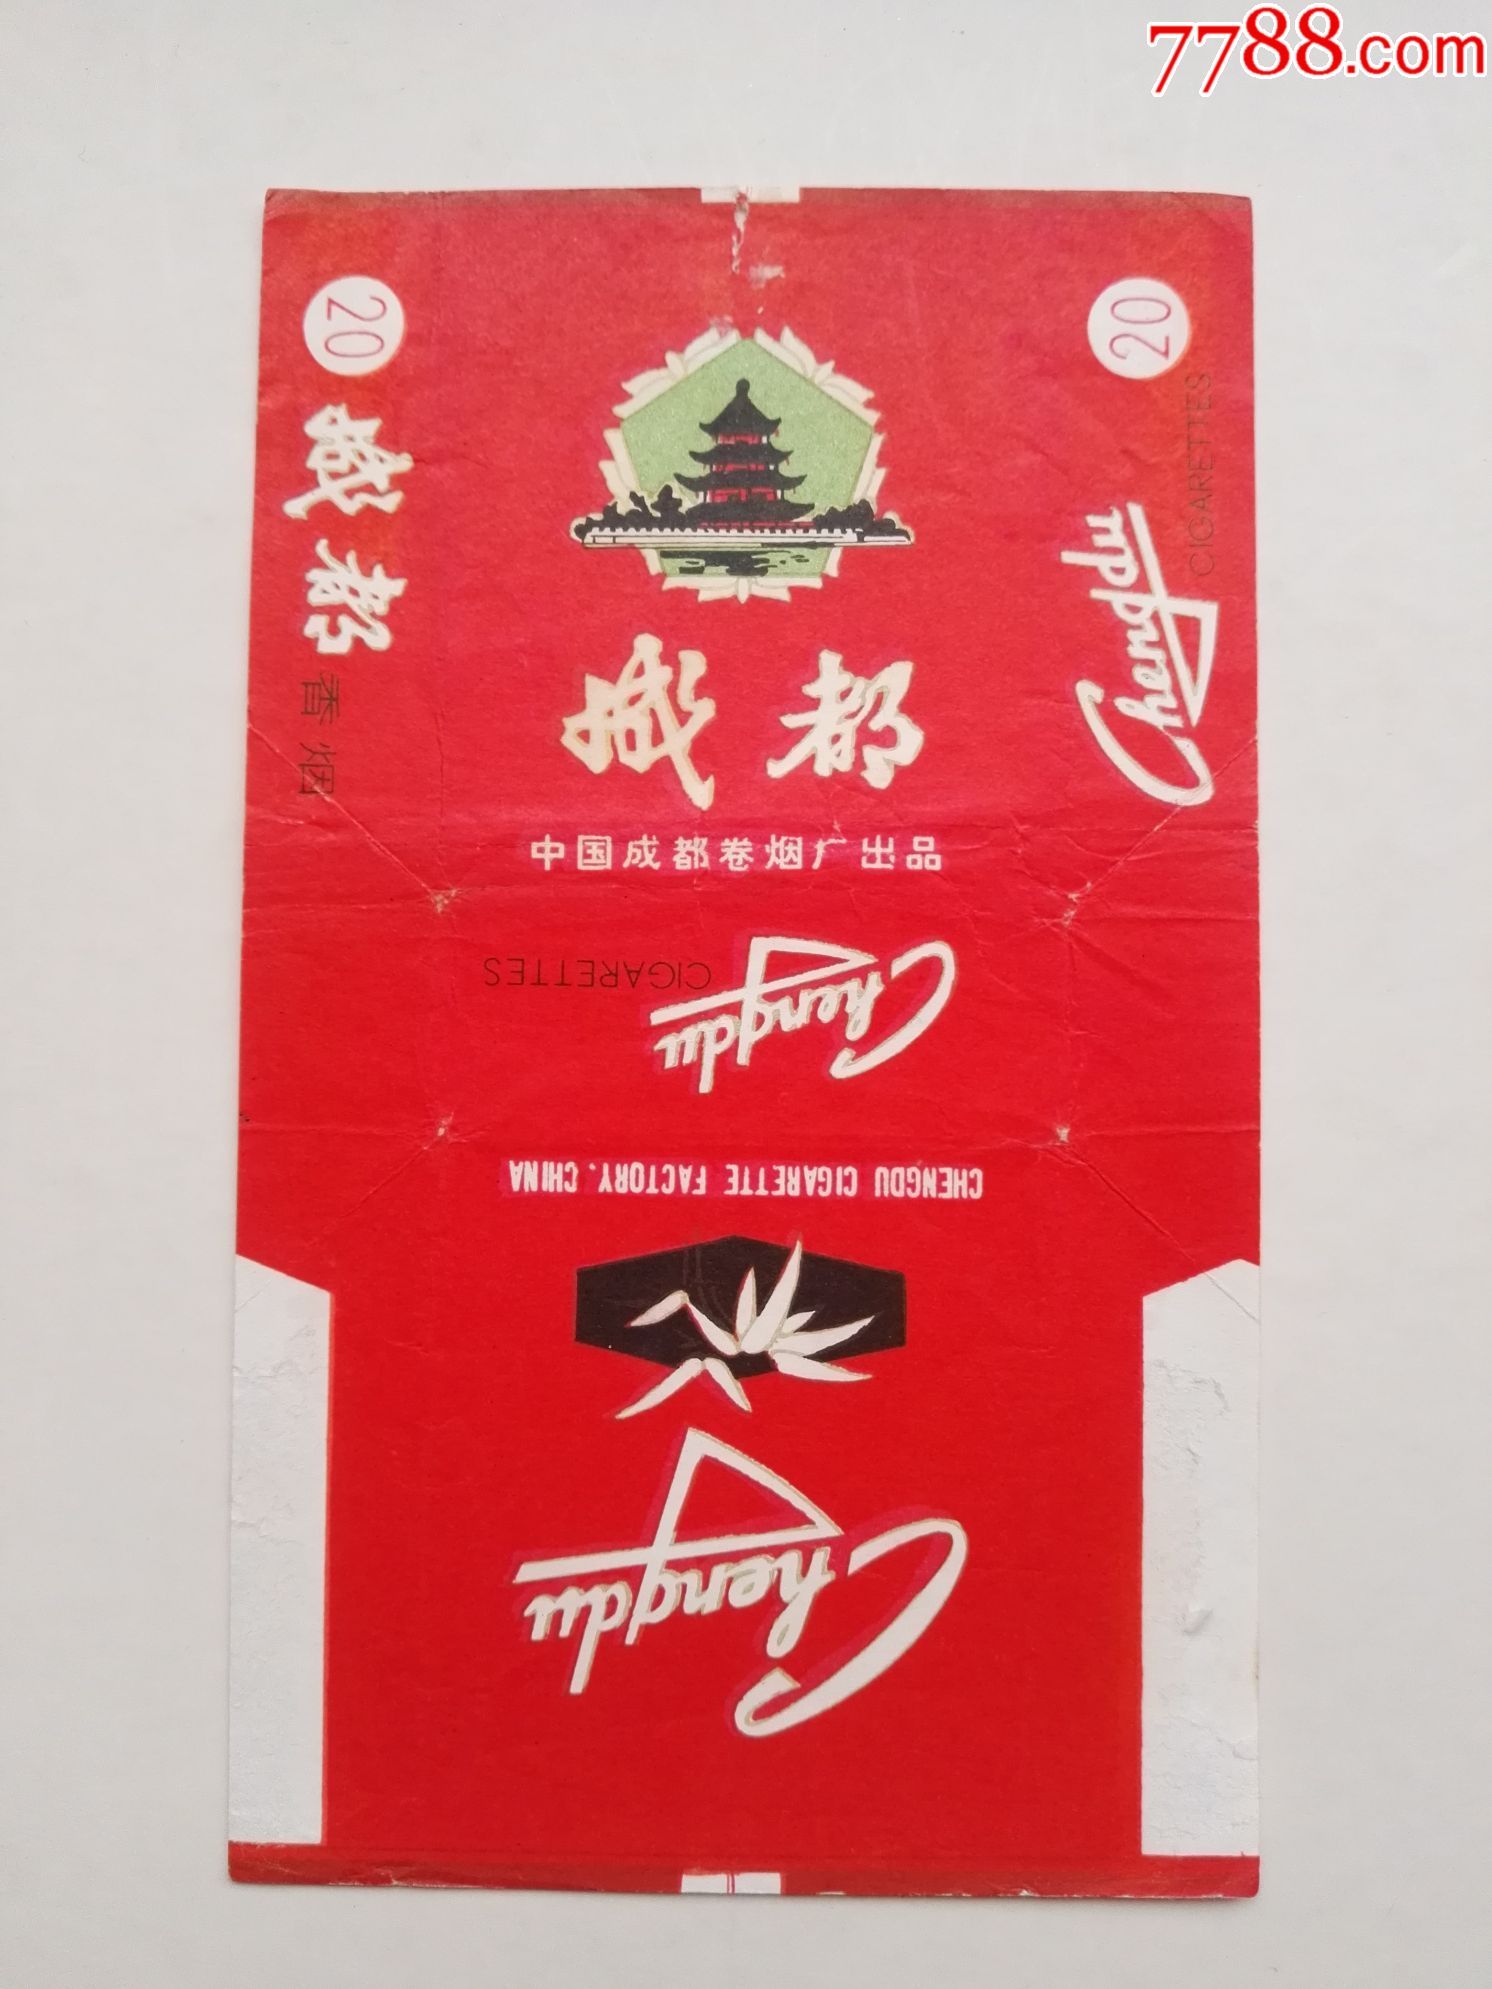 7788.com
20
成都
香烟
20
Chengdu
CIGARETTES
成都
中国成都卷烟厂出品
Chengdu
CIGARETTES
CHENGDU CIGARETTE FACTORY. CHINA
Chengdu